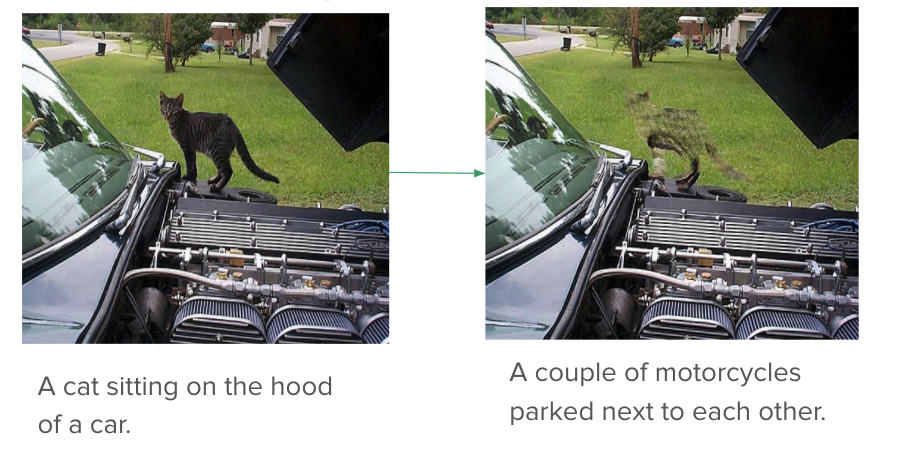 A cat sitting on the hood
of a car.
A couple of motorcycles
parked next to each other.